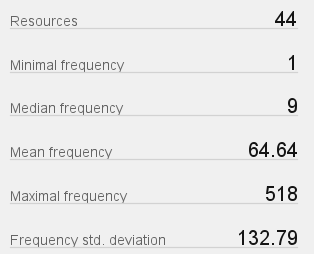 Resources 44
Minimal frequency 1
Median frequency 9
Mean frequency 64.64
Maximal frequency 518
Frequency std. deviation 132.79